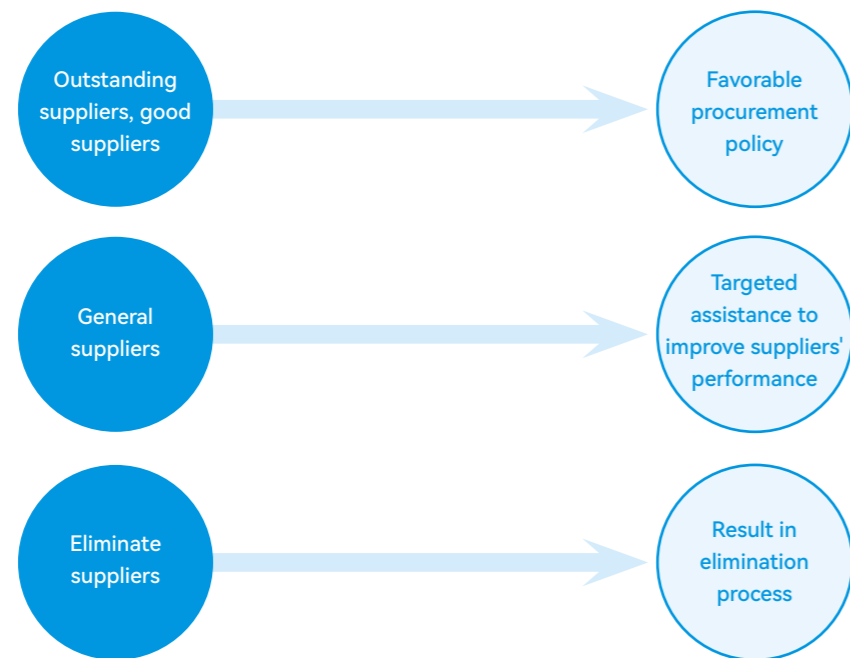 Outstanding
suppliers, good
suppliers
Favorable
procurement
policy
General
suppliers
Targeted
assistance to
improve suppliers'
performance
Eliminate
suppliers
Result in
elimination
process